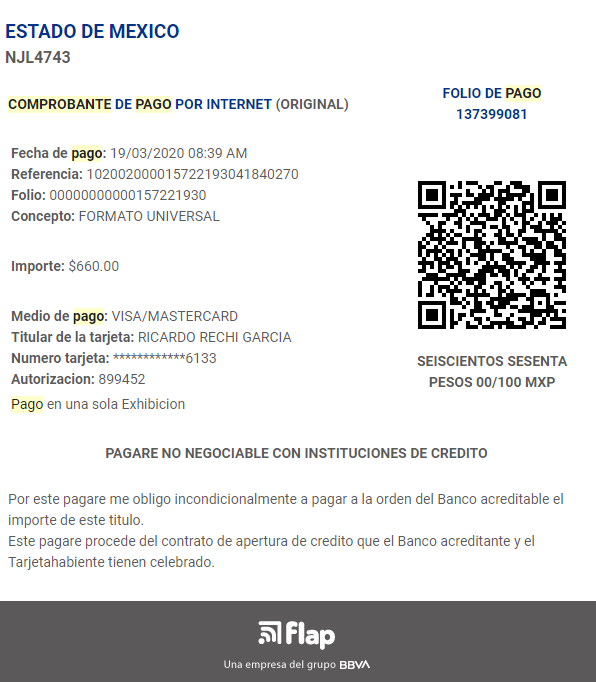 ESTADO DE MEXICO
NJL4743
COMPROBANTE DE PAGO POR INTERNET (ORIGINAL)
FOLIO DE PAGO
137399081
Fecha de pago: 19/03/2020 08:39 AM
Referencia: 102002000015722193041840270
Folio: 00000000000157221930
Concepto: FORMATO UNIVERSAL
Importe: $660.00
Medio de pago: VISA/MASTERCARD
Titular de la tarjeta: RICARDO RECHI GARCIA
Numero tarjeta: ************6133
Autorizacion: 899452
Pago en una sola Exhibicion
SEISCIENTOS SESENTA
PESOS 00/100 MXP
PAGARE NO NEGOCIABLE CON INSTITUCIONES DE CREDITO
Por este pagare me obligo incondicionalmente a pagar a la orden del Banco acreditable el
importe de este titulo.
Este pagare procede del contrato de apertura de credito que el Banco acreditante y el
Tarjetahabiente tienen celebrado.
flap
Una empresa del grupo BBVA